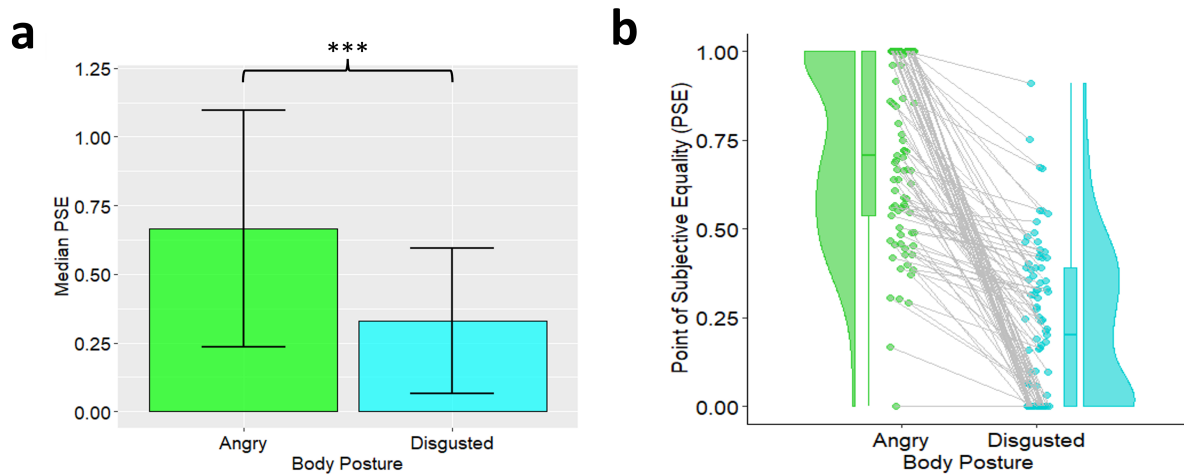 a
***
1.25
1.00
0.75
0.50
0.25
0.00
Median PSE
Angry
Disgusted
Body Posture
b
1.00
0.75
0.50
0.25
0.00
Point of Subjective Equality (PSE)
Angry
Disgusted
Body Posture